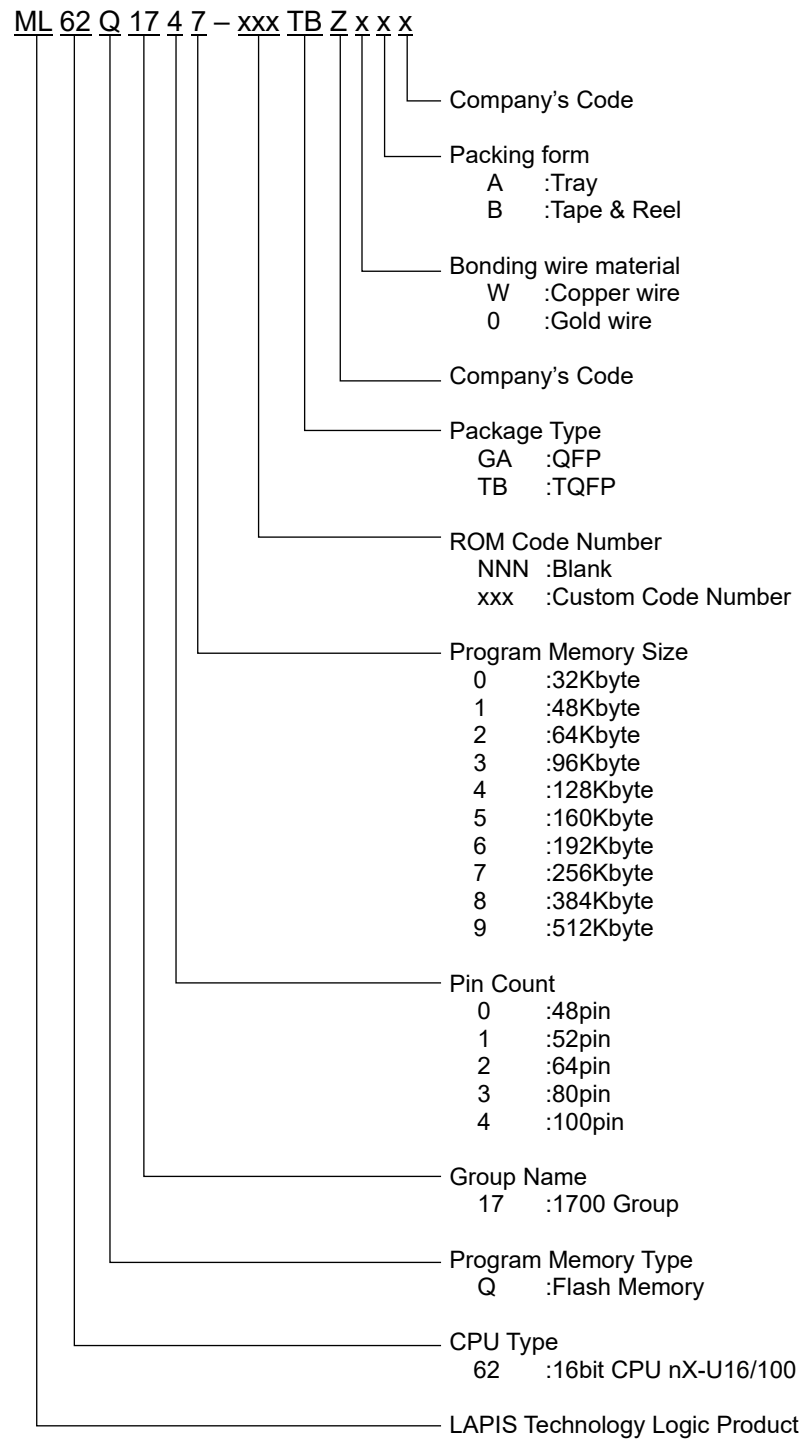 ML 62 Q 17 4 7 – xxx TB Z x x x
Company’s Code
Packing form
A :Tray
B :Tape & Reel
Bonding wire material
W :Copper wire
0 :Gold wire
Company’s Code
Package Type
GA :QFP
TB :TQFP
ROM Code Number
NNN :Blank
xxx :Custom Code Number
Program Memory Size
0 :32Kbyte
1 :48Kbyte
2 :64Kbyte
3 :96Kbyte
4 :128Kbyte
5 :160Kbyte
6 :192Kbyte
7 :256Kbyte
8 :384Kbyte
9 :512Kbyte
Pin Count
0 :48pin
1 :52pin
2 :64pin
3 :80pin
4 :100pin
Group Name
17 :1700 Group
Program Memory Type
Q :Flash Memory
CPU Type
62 :16bit CPU nX-U16/100
LAPIS Technology Logic Product